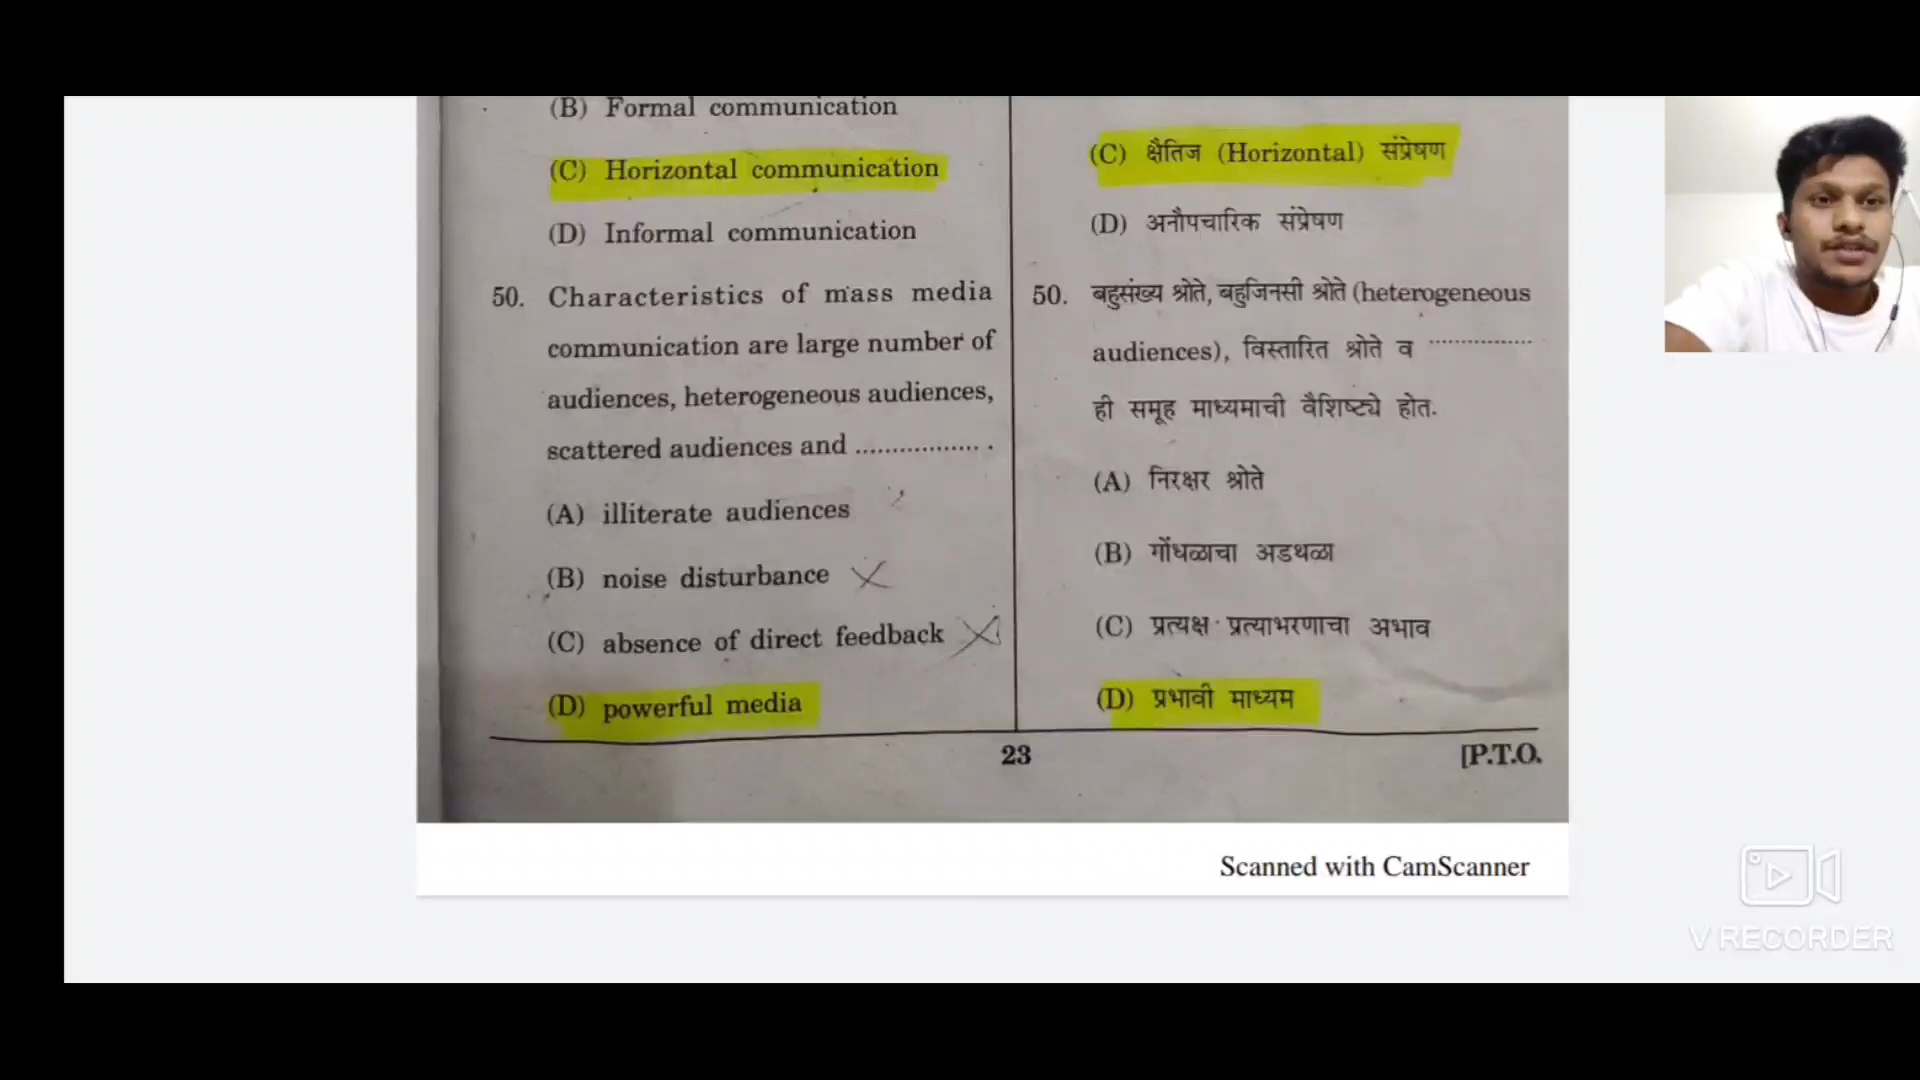 (B) Formal communication
(C) Horizontal communication
(D) Informal communication
50. Characteristics of mass media
communication are large number of
audiences, heterogeneous audiences,
scattered audiences and .................. .
(A) illiterate audiences
(B) noise disturbance
(C) absence of direct feedback
(D) powerful media
(C) क्षैतिज (Horizontal) संप्रेषण
(D) अनौपचारिक संप्रेषण
50. बहुसंख्य श्रोते, बहुजिनसी श्रोते (heterogeneous
audiences), विस्तारित श्रोते व ..................
ही समूह माध्यमाची वैशिष्ट्ये होत.
(A) निरक्षर श्रोते
(B) गोंधळाचा अडथळा
(C) प्रत्यक्ष प्रत्याभरणाचा अभाव
(D) प्रभावी माध्यम
23
[P.T.O.
Scanned with CamScanner
V RECORDER